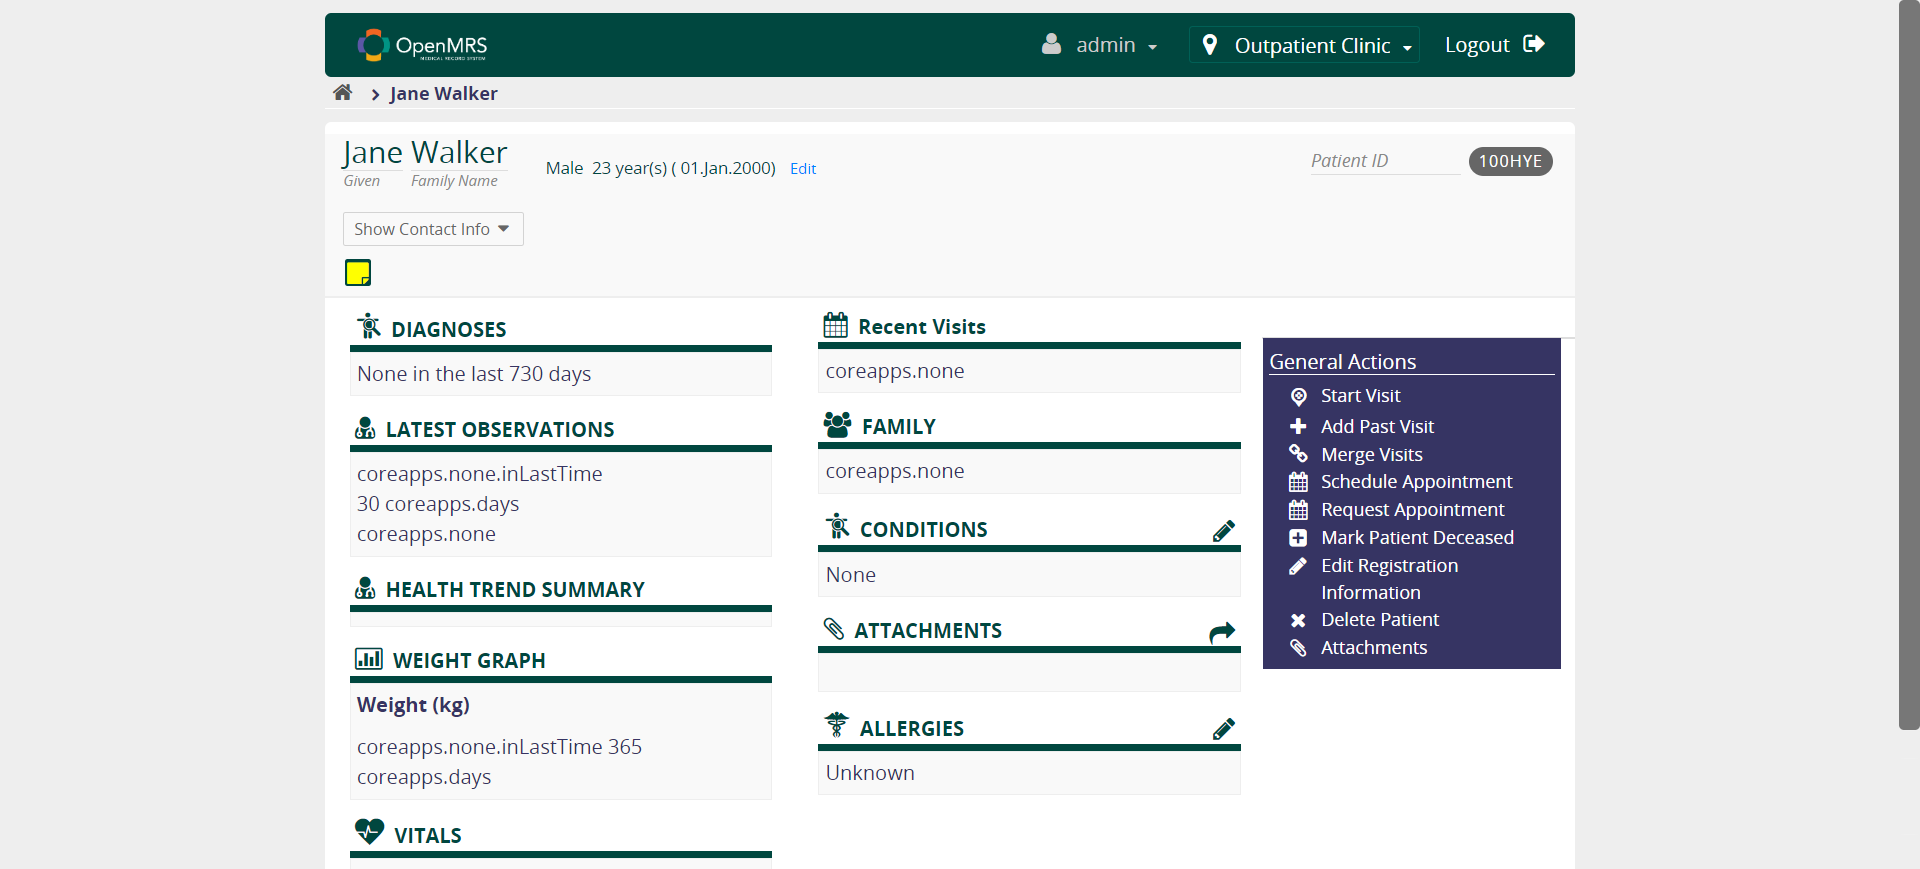 OpenMRS
MEDICAL RECORD SYSTEM
admin
Outpatient Clinic
Logout
Jane Walker
Jane Walker
Given Family Name
Male 23 year(s) ( 01.Jan.2000) Edit
Patient ID 100HYE
Show Contact Info
DIAGNOSES
None in the last 730 days
LATEST OBSERVATIONS
coreapps.none.inLastTime
30 coreapps.days
coreapps.none
HEALTH TREND SUMMARY
WEIGHT GRAPH
Weight (kg)
coreapps.none.inLastTime 365
coreapps.days
VITALS
Recent Visits
coreapps.none
FAMILY
coreapps.none
CONDITIONS
None
ATTACHMENTS
ALLERGIES
Unknown
General Actions
Start Visit
Add Past Visit
Merge Visits
Schedule Appointment
Request Appointment
Mark Patient Deceased
Edit Registration
Information
Delete Patient
Attachments